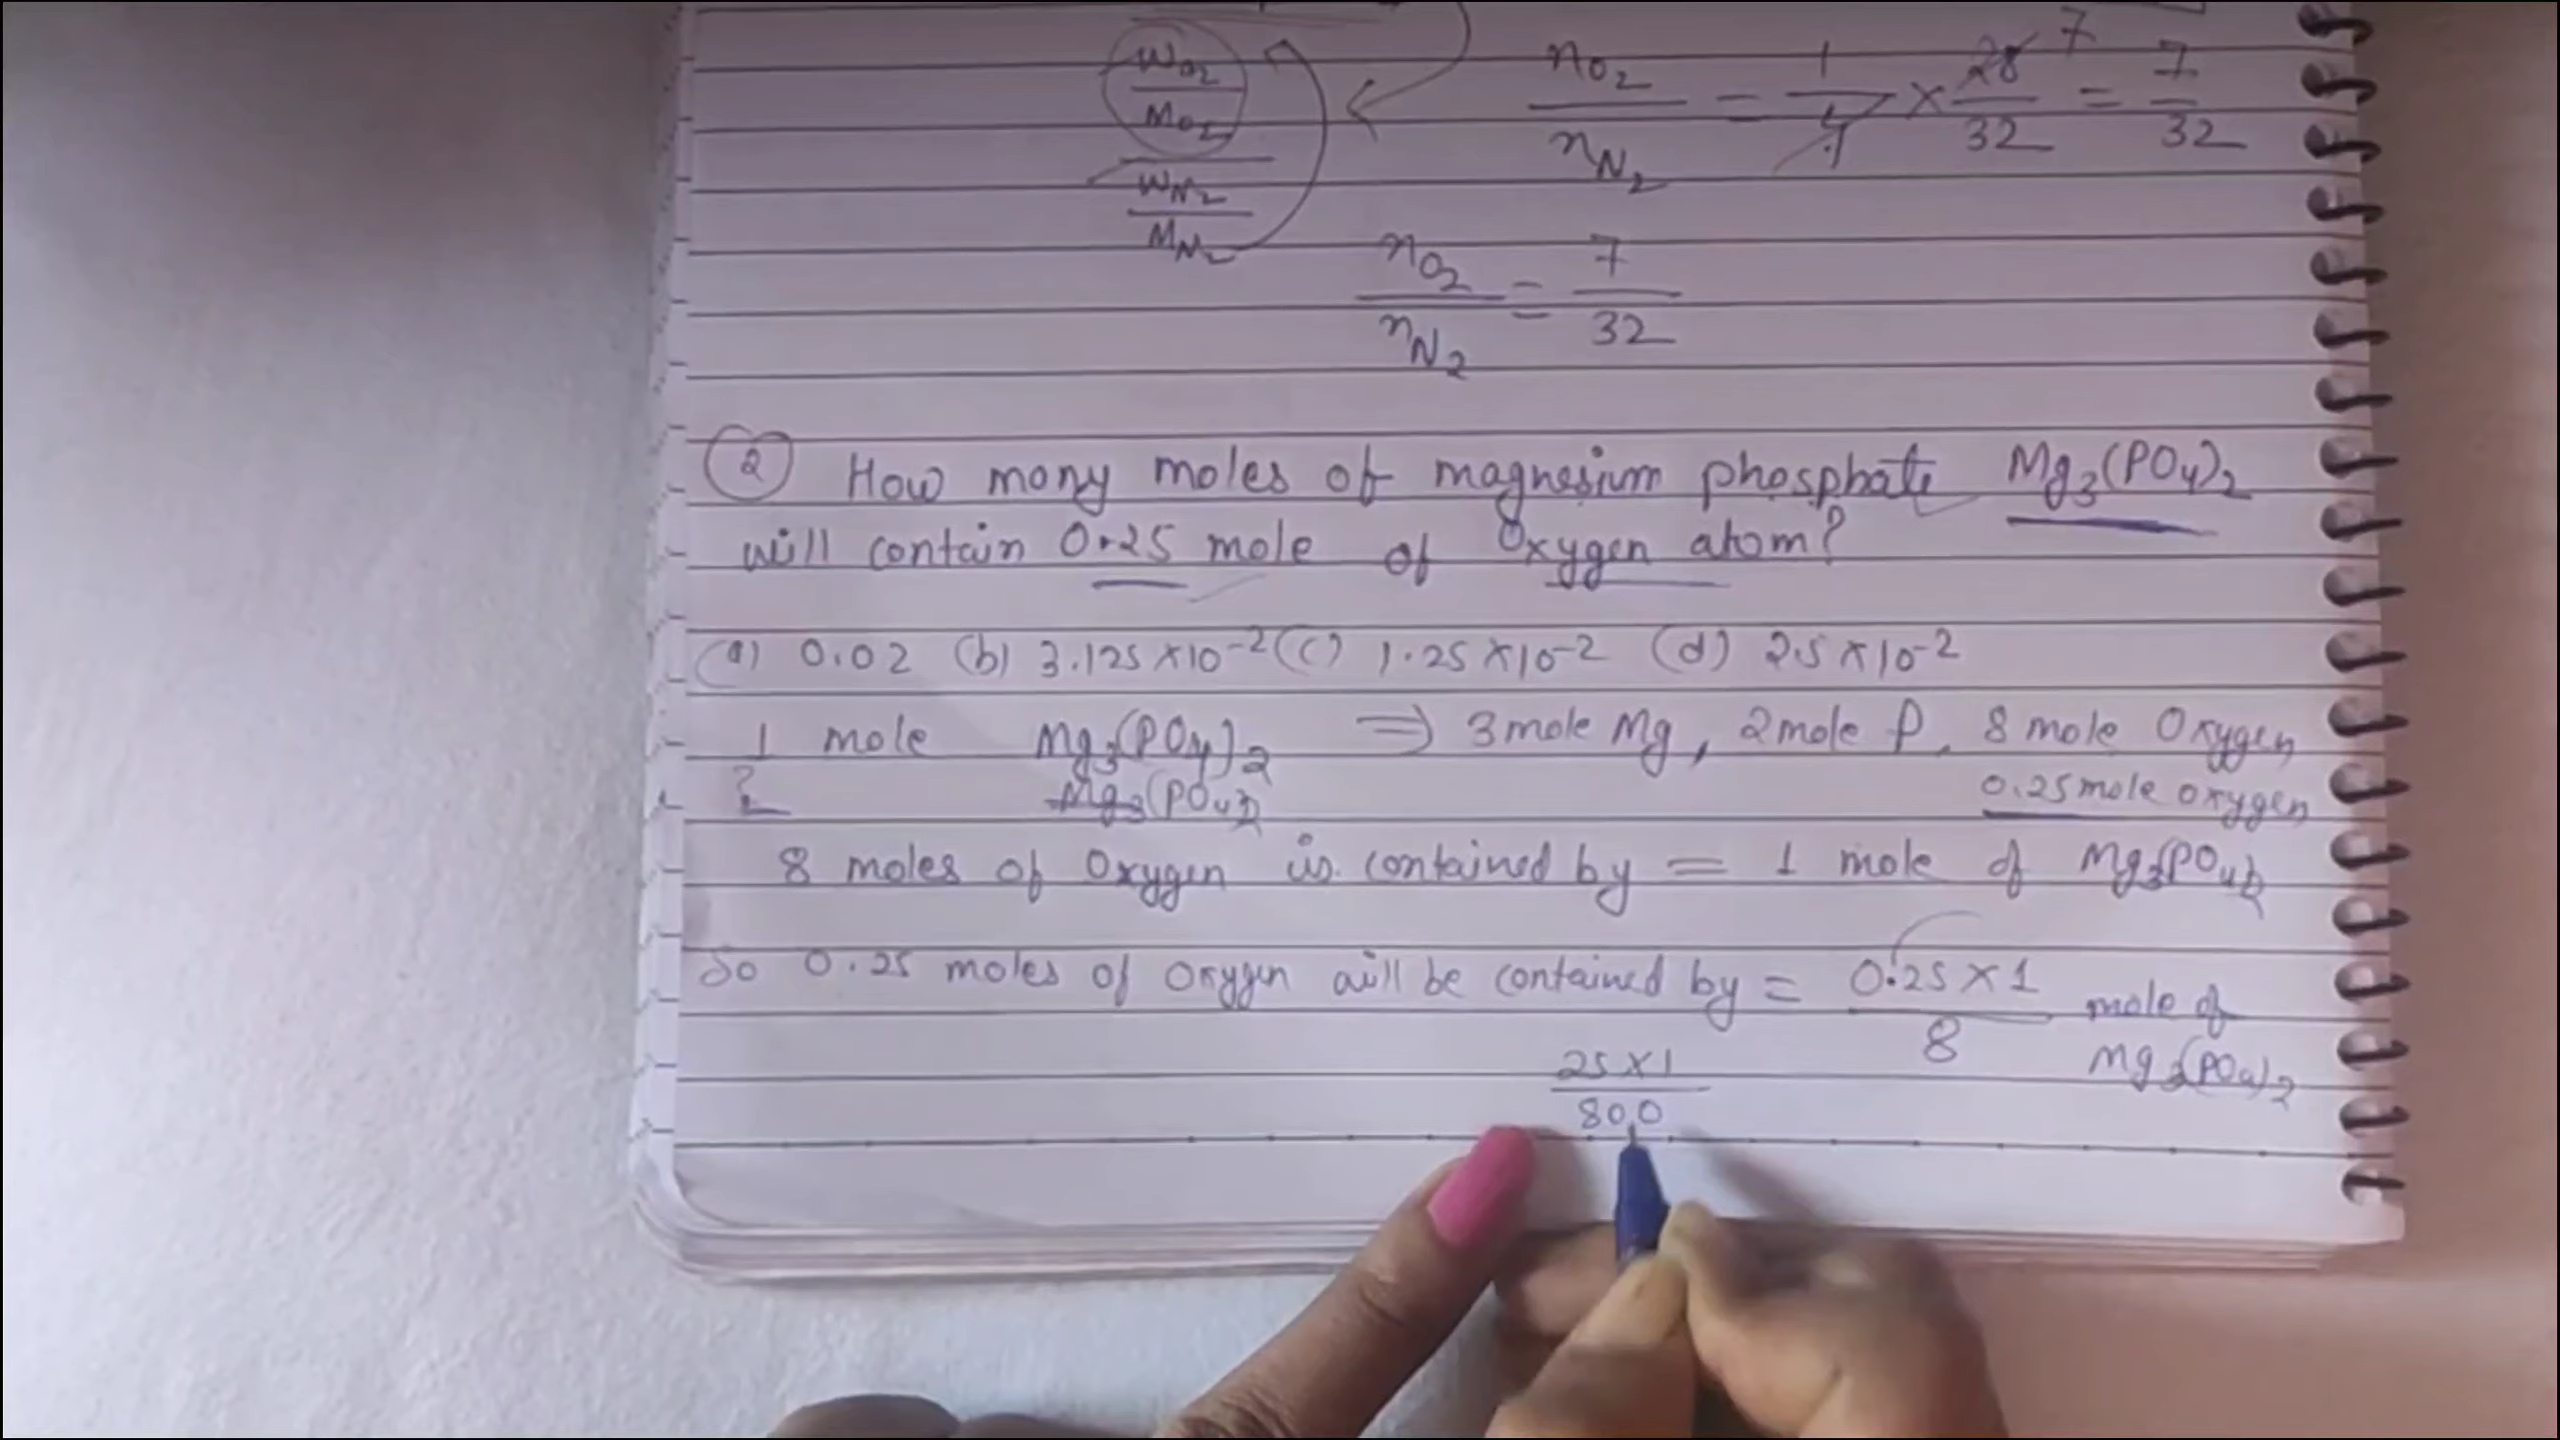 wO2 / MO2
wN2 / MN2
nO2 / nN2 = 1/4 × 28/32 = 7/32
7
nO2 / nN2 = 7/32
② How many moles of magnesium phosphate Mg3(PO4)2
will contain 0.25 mole of Oxygen atom?
(a) 0.02 (b) 3.125 × 10-2 (c) 1.25 × 10-2 (d) 2.5 × 10-2
1 mole Mg3(PO4)2 ⇒ 3 mole Mg, 2 mole P, 8 mole Oxygen
? Mg3(PO4)2 0.25 mole oxygen
8 moles of Oxygen is contained by = 1 mole of Mg3(PO4)2
So 0.25 moles of oxygen will be contained by = 0.25 × 1 / 8 mole of
Mg3(PO4)2
25 × 1 / 800